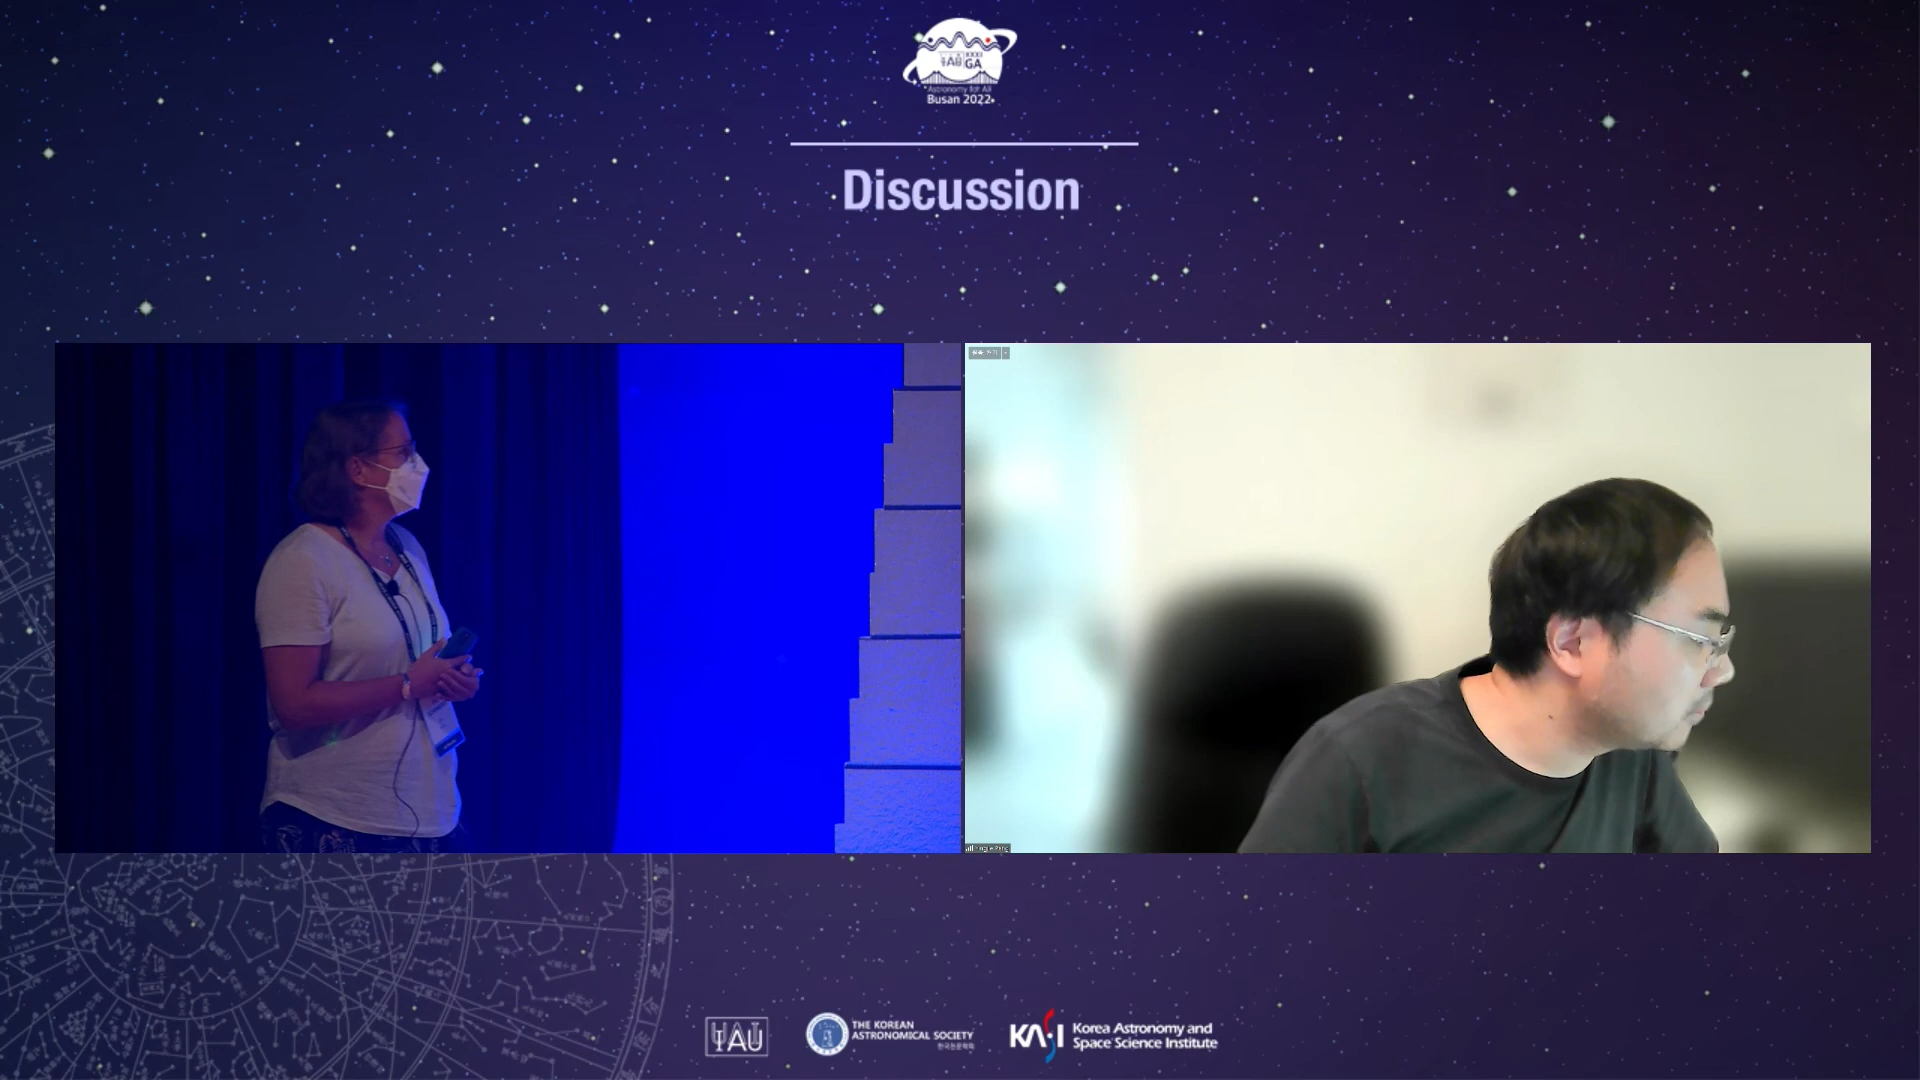 IAU
XXXI
GA
Astronomy for All
Busan 2022
Discussion
IAU
THE KOREAN
ASTRONOMICAL SOCIETY
한국천문학회
KASI
Korea Astronomy and
Space Science Institute